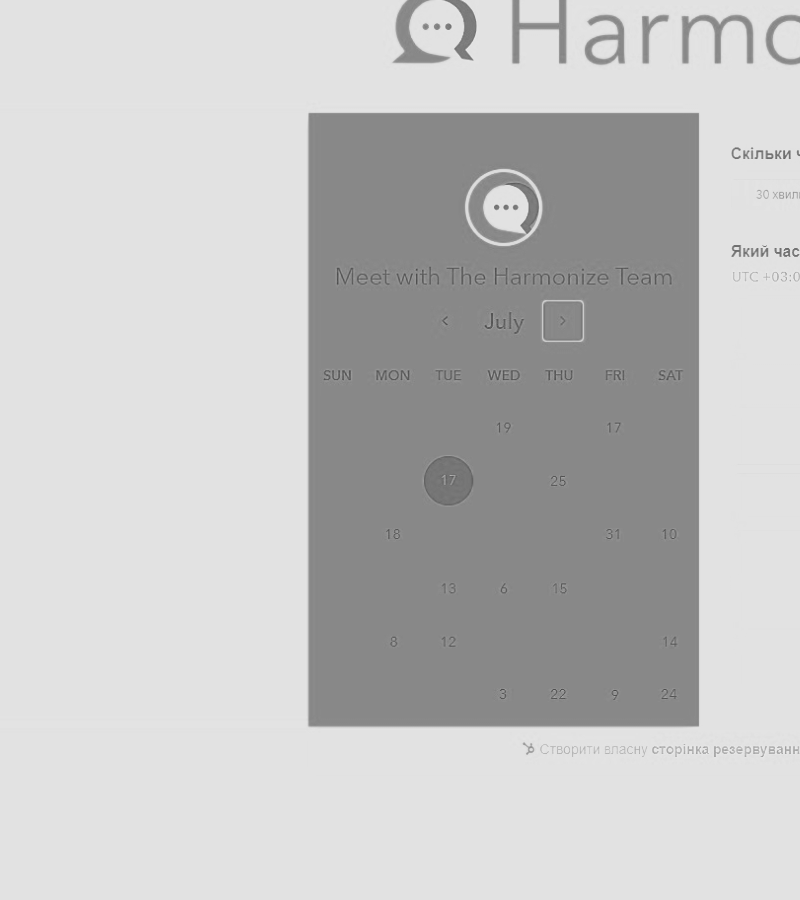 Harmo
Meet with The Harmonize Team
July
SUN MON TUE WED THU FRI SAT
19 17
17 25
18 31 10
13 6 15
8 12 14
3 22 9 24
Скільки ч
30 хвил
Який час
UTC +03:0
Створити власну сторінка резервуванн